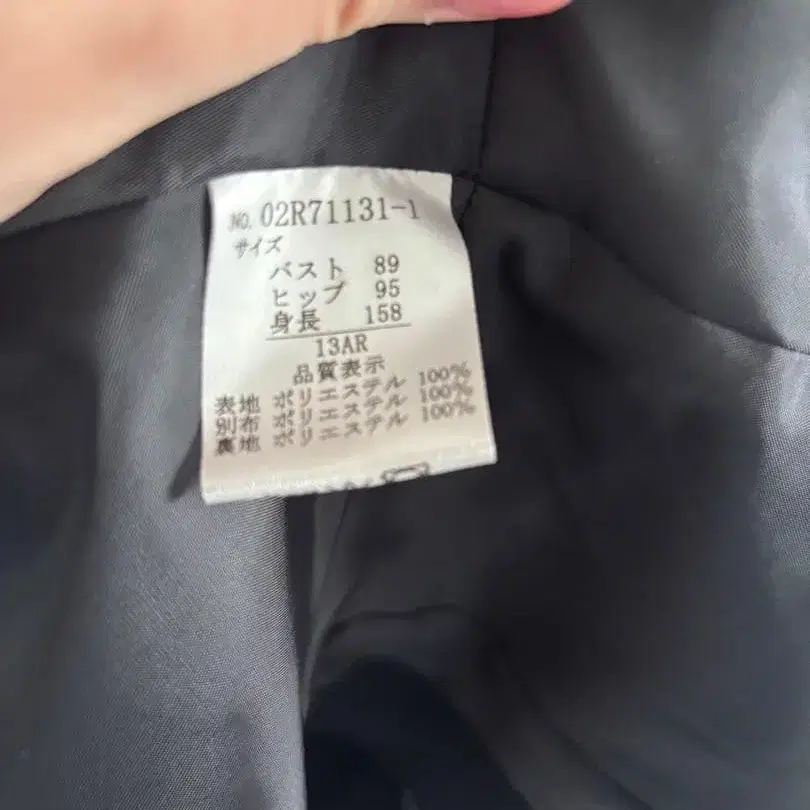 NO. 02R71131-1
サイズ
バスト 89
ヒップ 95
身長 158
13AR
品質表示
表地 ポリエステル 100%
別布 ポリエステル 100%
裏地 ポリエステル 100%